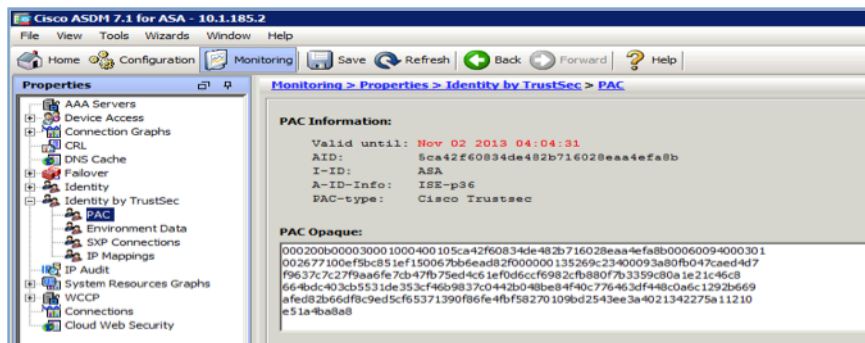 Cisco ASDM 7.1 for ASA - 10.1.185.2
File View Tools Wizards Window Help
Home Configuration Monitoring Save Refresh Back Forward Help
Properties
Monitoring > Properties > Identity by TrustSec > PAC
AAA Servers
Device Access
Connection Graphs
CRL
DNS Cache
Failover
Identity
Identity by TrustSec
PAC
Environment Data
SXP Connections
IP Mappings
IP Audit
System Resources Graphs
WCCP
Connections
Cloud Web Security
PAC Information:
Valid until: Nov 02 2013 04:04:31
AID: 5ca42f60834de482b716028eaa4efa8b
I-ID: ASA
A-ID-Info: ISE-p36
PAC-type: Cisco Trustsec
PAC Opaque:
000200b000030001000400105ca42f60834de482b716028eaa4efa8b00060094000301
002677100ef5bc851ef150067bb6ead82f000000135269c23400093a80fb047caed4d7
f9637c7c27f9aa6fe7cb47fb75ed4c61ef0d6ccf6982cfb880f7b3359c80a1e21c46c8
664bdc403cb5531de353cf46b9837c0442b048be84f40c776463df448c0a6c1292b669
afed82b66df8c9ed5cf65371390f86fe4fbf58270109bd2543ee3a4021342275a11210
e51a4ba8a8